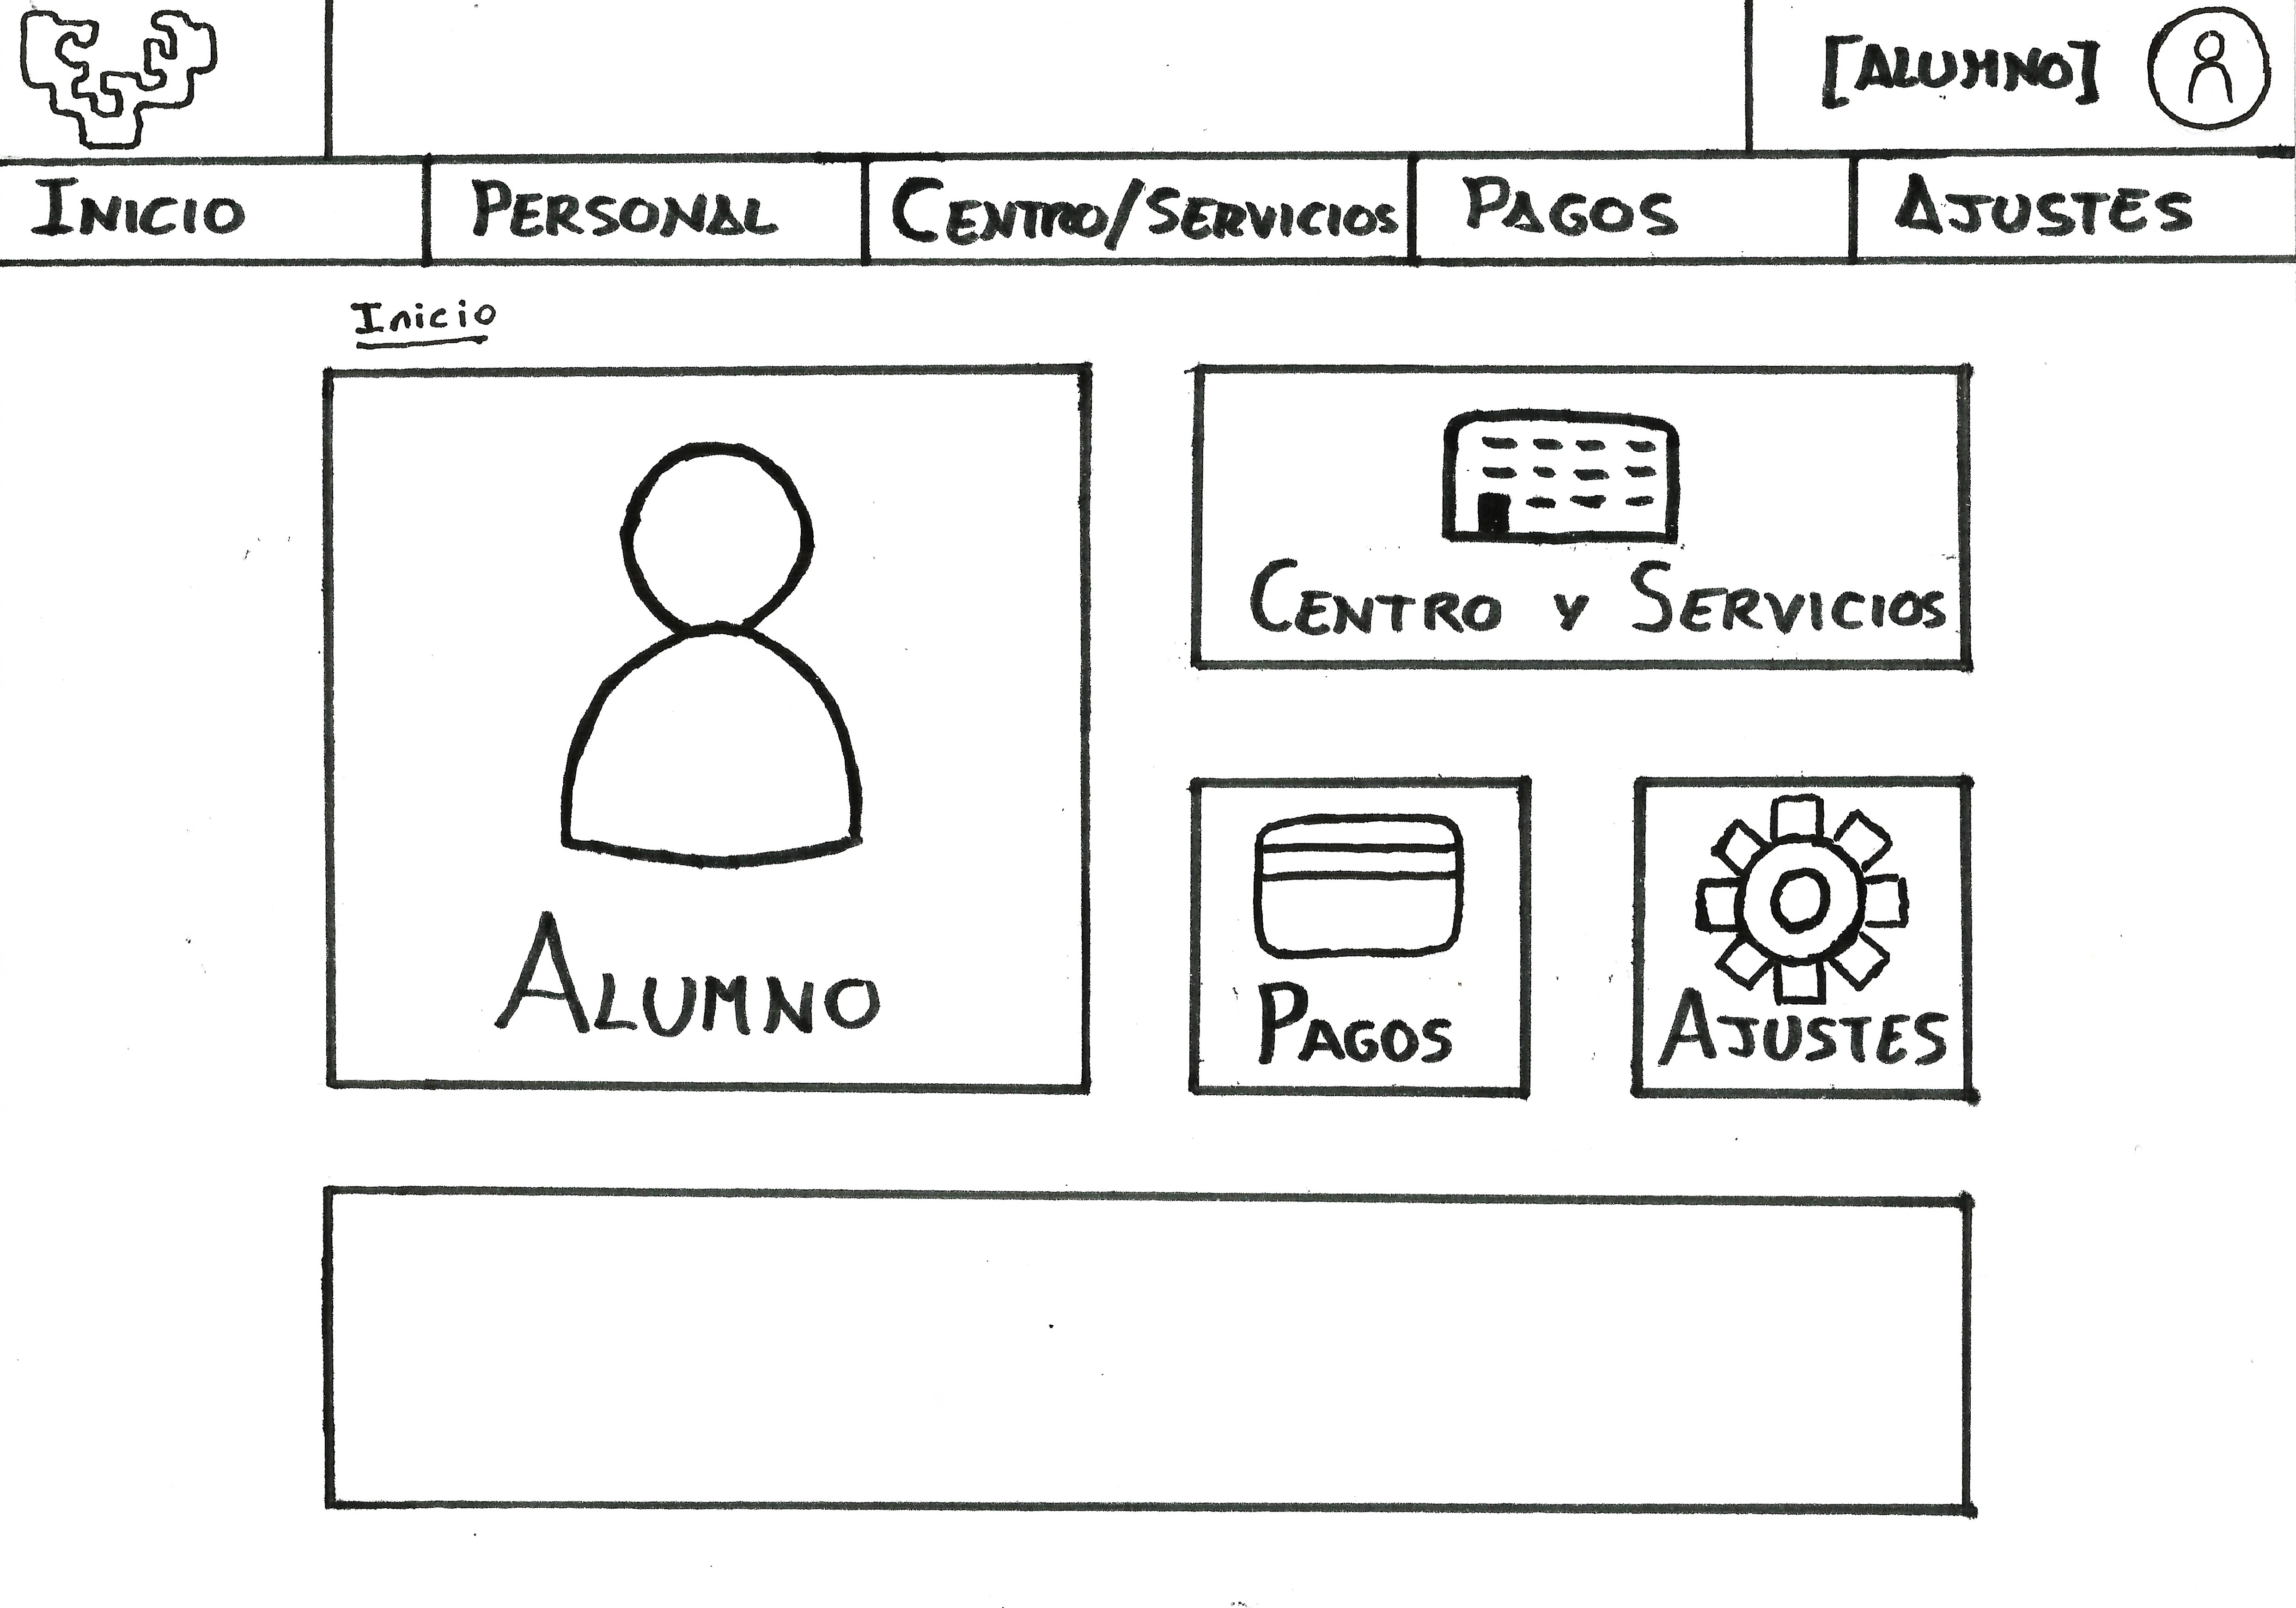 [ALUMNO]
INICIO PERSONAL CENTRO/SERVICIOS PAGOS AJUSTES
Inicio
CENTRO Y SERVICIOS
ALUMNO
PAGOS
AJUSTES